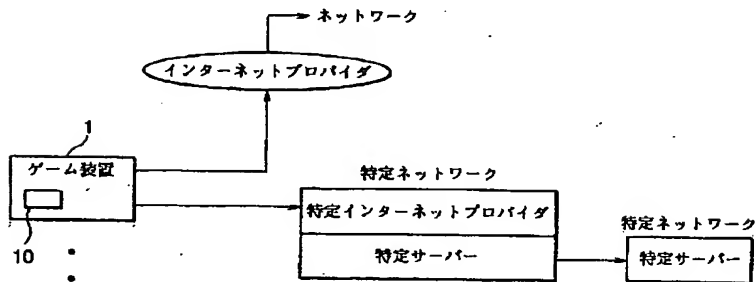 ネットワーク
インターネットプロバイダ
1
ゲーム装置
10
特定ネットワーク
特定インターネットプロバイダ
特定サーバー
特定ネットワーク
特定サーバー